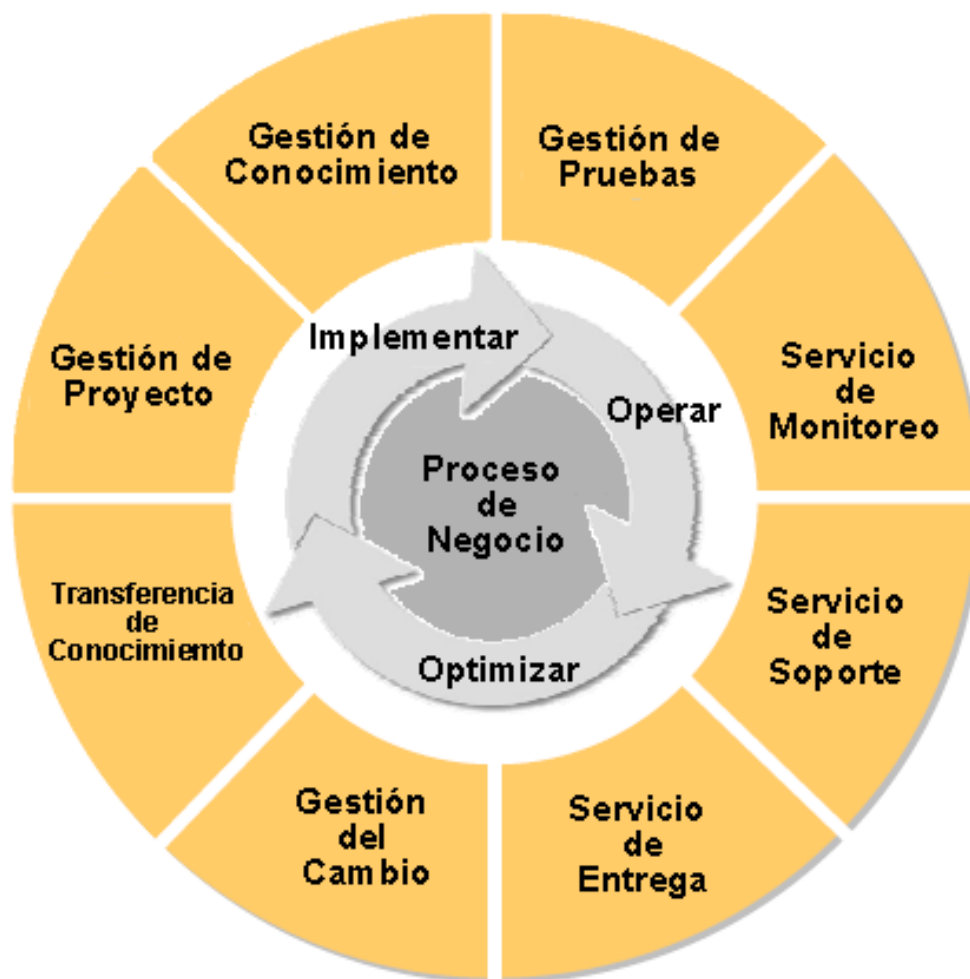 Gestión de
Conocimiento
Gestión de
Pruebas
Servicio
de
Monitoreo
Servicio
de
Soporte
Servicio
de
Entrega
Gestión
del
Cambio
Transferencia
de
Conocimiemto
Gestión de
Proyecto
Implementar
Operar
Optimizar
Proceso
de
Negocio